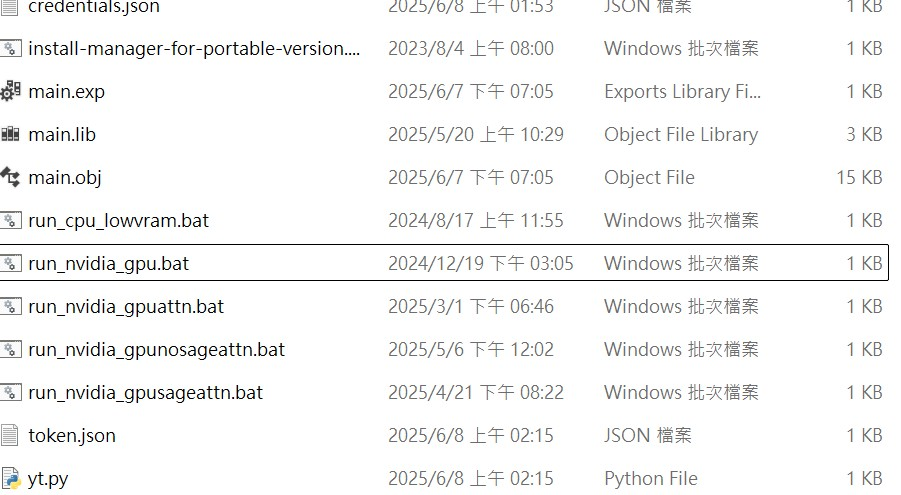 credentials.json 2025/6/8 上午 01:53 JSON 檔案 1 KB
install-manager-for-portable-version.... 2023/8/4 上午 08:00 Windows 批次檔案 1 KB
main.exp 2025/6/7 下午 07:05 Exports Library Fi... 1 KB
main.lib 2025/5/20 上午 10:29 Object File Library 3 KB
main.obj 2025/6/7 下午 07:05 Object File 15 KB
run_cpu_lowvram.bat 2024/8/17 上午 11:55 Windows 批次檔案 1 KB
run_nvidia_gpu.bat 2024/12/19 下午 03:05 Windows 批次檔案 1 KB
run_nvidia_gpuattn.bat 2025/3/1 下午 06:46 Windows 批次檔案 1 KB
run_nvidia_gpunosageattn.bat 2025/5/6 下午 12:02 Windows 批次檔案 1 KB
run_nvidia_gpusageattn.bat 2025/4/21 下午 08:22 Windows 批次檔案 1 KB
token.json 2025/6/8 上午 02:15 JSON 檔案 1 KB
yt.py 2025/6/8 上午 02:15 Python File 1 KB